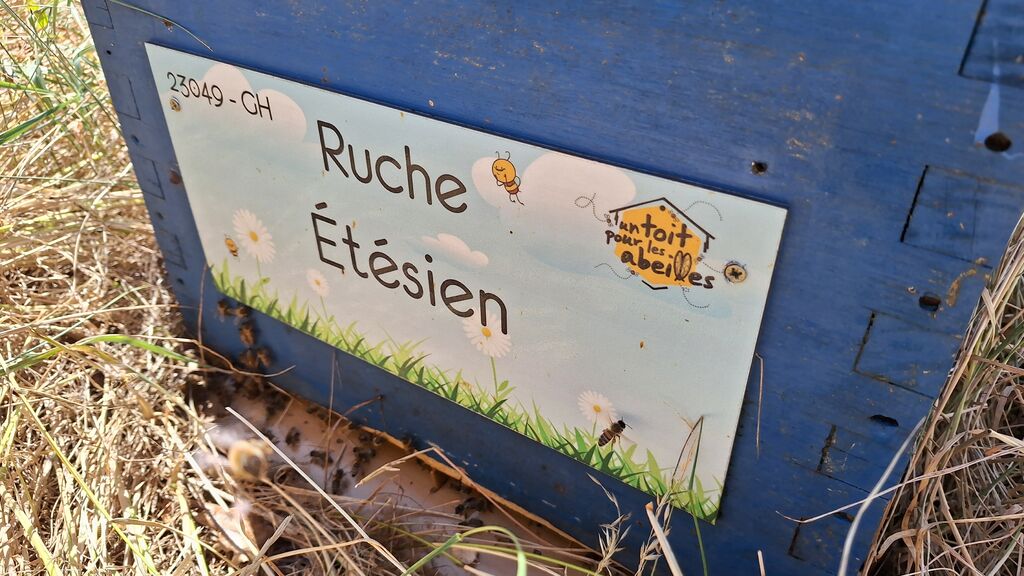 23049 - GH
Ruche
Étésien
un toit
pour les
abeilles